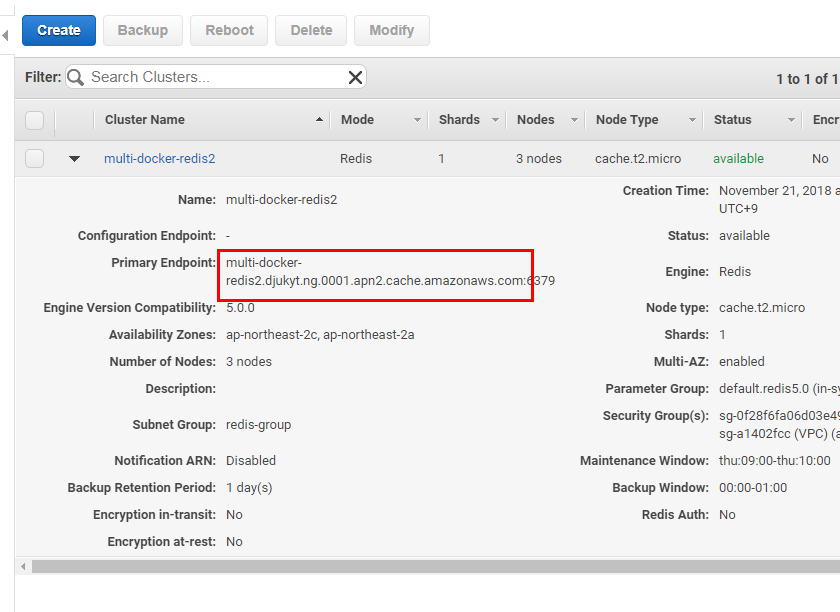 Create Backup Reboot Delete Modify
Filter: Search Clusters... 1 to 1 of 1
Cluster Name Mode Shards Nodes Node Type Status Encr
multi-docker-redis2 Redis 1 3 nodes cache.t2.micro available No
Name: multi-docker-redis2
Configuration Endpoint: -
Primary Endpoint: multi-docker-
redis2.djukyt.ng.0001.apn2.cache.amazonaws.com:6379
Engine Version Compatibility: 5.0.0
Availability Zones: ap-northeast-2c, ap-northeast-2a
Number of Nodes: 3 nodes
Description:
Subnet Group: redis-group
Notification ARN: Disabled
Backup Retention Period: 1 day(s)
Encryption in-transit: No
Encryption at-rest: No
Creation Time: November 21, 2018 a
UTC+9
Status: available
Engine: Redis
Node type: cache.t2.micro
Shards: 1
Multi-AZ: enabled
Parameter Group: default.redis5.0 (in-sy
Security Group(s): sg-0f28f6fa06d03e49
sg-a1402fcc (VPC) (a
Maintenance Window: thu:09:00-thu:10:00
Backup Window: 00:00-01:00
Redis Auth: No